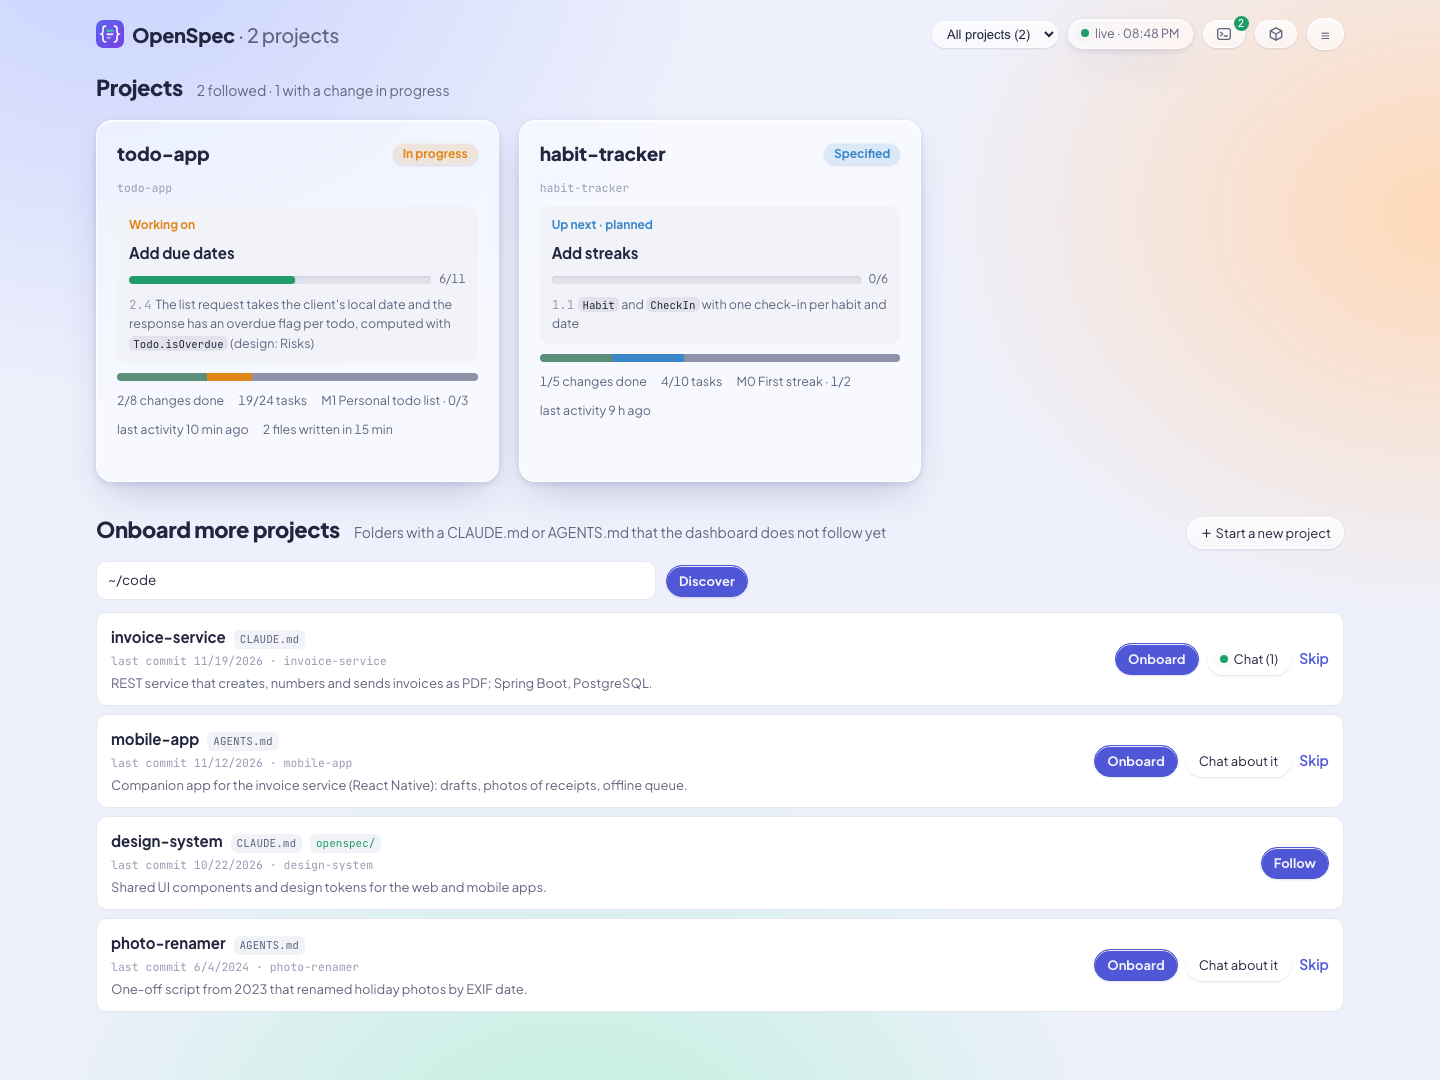 OpenSpec · 2 projects
All projects (2)
live · 08:48 PM
2
Projects
2 followed · 1 with a change in progress
todo-app
In progress
todo-app
Working on
Add due dates
6/11
2.4 The list request takes the client's local date and the
response has an overdue flag per todo, computed with
Todo.isOverdue (design: Risks)
2/8 changes done 19/24 tasks M1 Personal todo list · 0/3
last activity 10 min ago 2 files written in 15 min
habit-tracker
Specified
habit-tracker
Up next · planned
Add streaks
0/6
1.1 Habit and CheckIn with one check-in per habit and
date
1/5 changes done 4/10 tasks M0 First streak · 1/2
last activity 9 h ago
Onboard more projects
Folders with a CLAUDE.md or AGENTS.md that the dashboard does not follow yet
+ Start a new project
~/code
Discover
invoice-service CLAUDE.md
last commit 11/19/2026 · invoice-service
REST service that creates, numbers and sends invoices as PDF; Spring Boot, PostgreSQL.
Onboard
Chat (1)
Skip
mobile-app AGENTS.md
last commit 11/12/2026 · mobile-app
Companion app for the invoice service (React Native): drafts, photos of receipts, offline queue.
Onboard
Chat about it
Skip
design-system CLAUDE.md openspec/
last commit 10/22/2026 · design-system
Shared UI components and design tokens for the web and mobile apps.
Follow
photo-renamer AGENTS.md
last commit 6/4/2024 · photo-renamer
One-off script from 2023 that renamed holiday photos by EXIF date.
Onboard
Chat about it
Skip